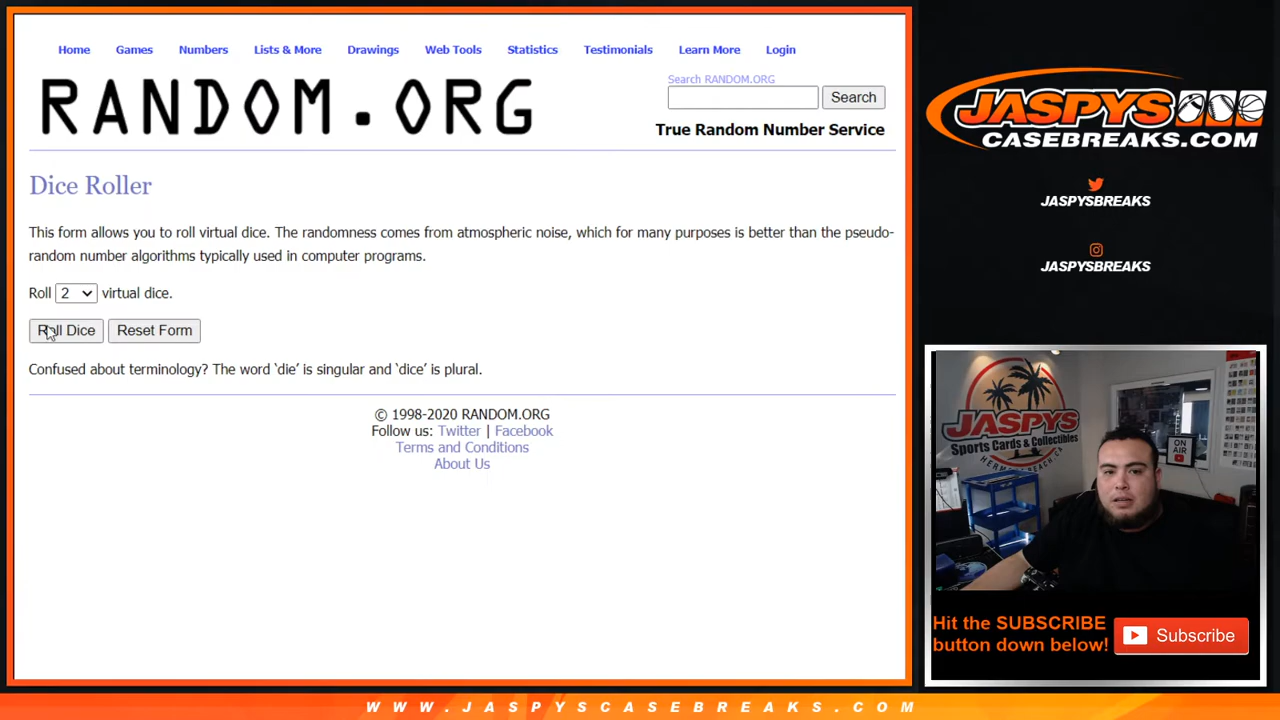 Home Games Numbers Lists & More Drawings Web Tools Statistics Testimonials Learn More Login
RANDOM.ORG
Search RANDOM.ORG
Search
True Random Number Service
Dice Roller
This form allows you to roll virtual dice. The randomness comes from atmospheric noise, which for many purposes is better than the pseudo-
random number algorithms typically used in computer programs.
Roll 2 virtual dice.
Roll Dice Reset Form
Confused about terminology? The word ‘die’ is singular and ‘dice’ is plural.
© 1998-2020 RANDOM.ORG
Follow us: Twitter | Facebook
Terms and Conditions
About Us
JASPYS
CASEBREAKS.COM
JASPYSBREAKS
JASPYSBREAKS
JASPYS
Sports Cards & Collectibles
ON AIR
Hit the SUBSCRIBE
button down below!
Subscribe
WWW.JASPYSCASEBREAKS.COM